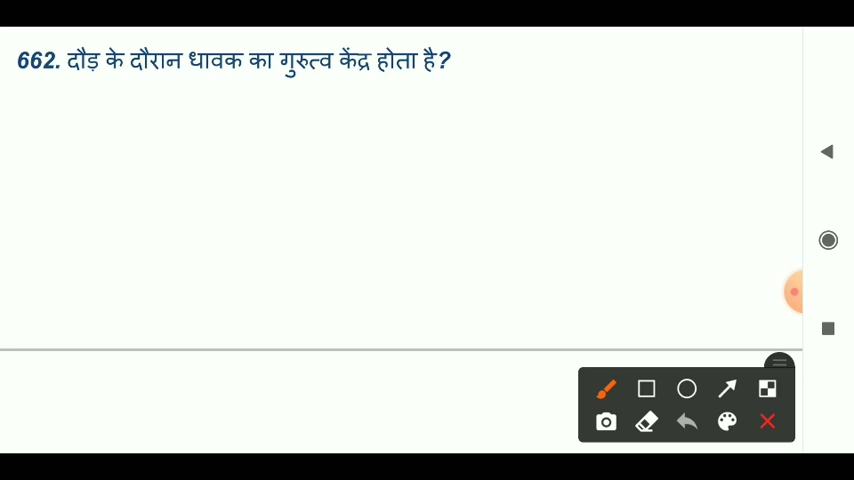 662. दौड़ के दौरान धावक का गुरुत्व केंद्र होता है?